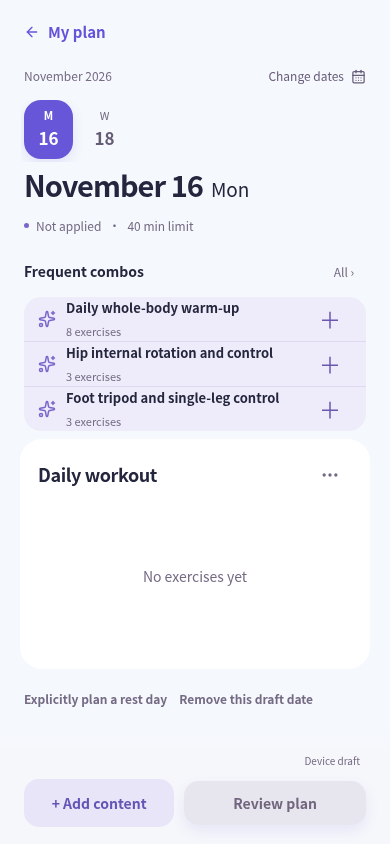 My plan
November 2026
Change dates
M
16
W
18
November 16 Mon
Not applied • 40 min limit
Frequent combos
All ›
Daily whole-body warm-up
8 exercises
Hip internal rotation and control
3 exercises
Foot tripod and single-leg control
3 exercises
Daily workout
No exercises yet
Explicitly plan a rest day
Remove this draft date
Device draft
+ Add content
Review plan